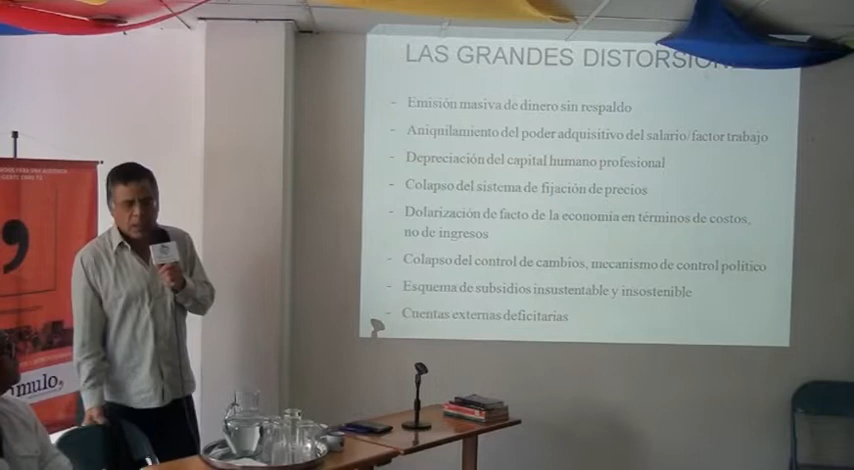 LAS GRANDES
- Emisión masiva de dinero sin respaldo
- Aniquilamiento del poder adquisitivo del salario/factor trabajo
- Depreciación del capital humano profesional
- Colapso del sistema de fijación de precios
- Dolarización de facto de la economía en términos de costos,
no de ingresos
- Colapso del control de cambios, mecanismo de control político
- Esquema de subsidios insustentable y insostenible
- Cuentas externas deficitarias